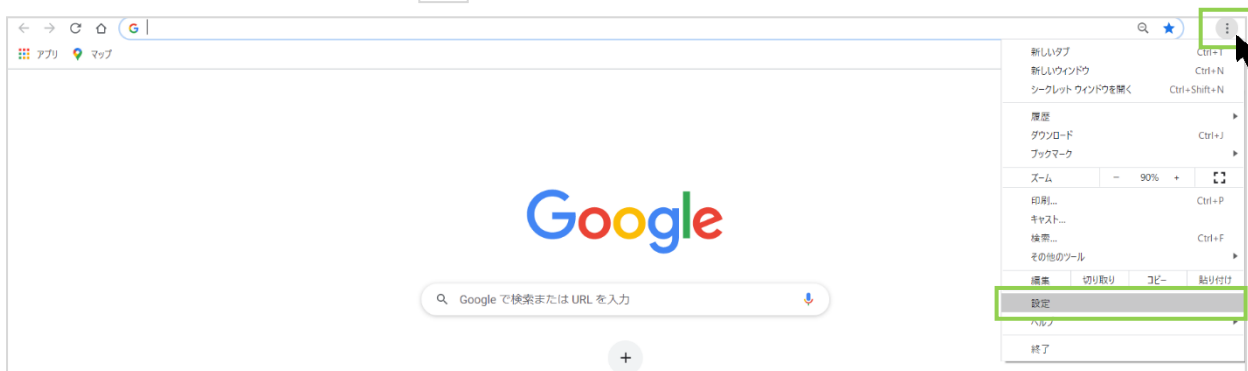 アプリ マップ
新しいタブ Ctrl+T
新しいウィンドウ Ctrl+N
シークレット ウィンドウを開く Ctrl+Shift+N
履歴
ダウンロード Ctrl+J
ブックマーク
ズーム － 90% +
印刷... Ctrl+P
キャスト...
検索... Ctrl+F
その他のツール
編集 切り取り コピー 貼り付け
設定
ヘルプ
終了
Google
Google で検索または URL を入力
+